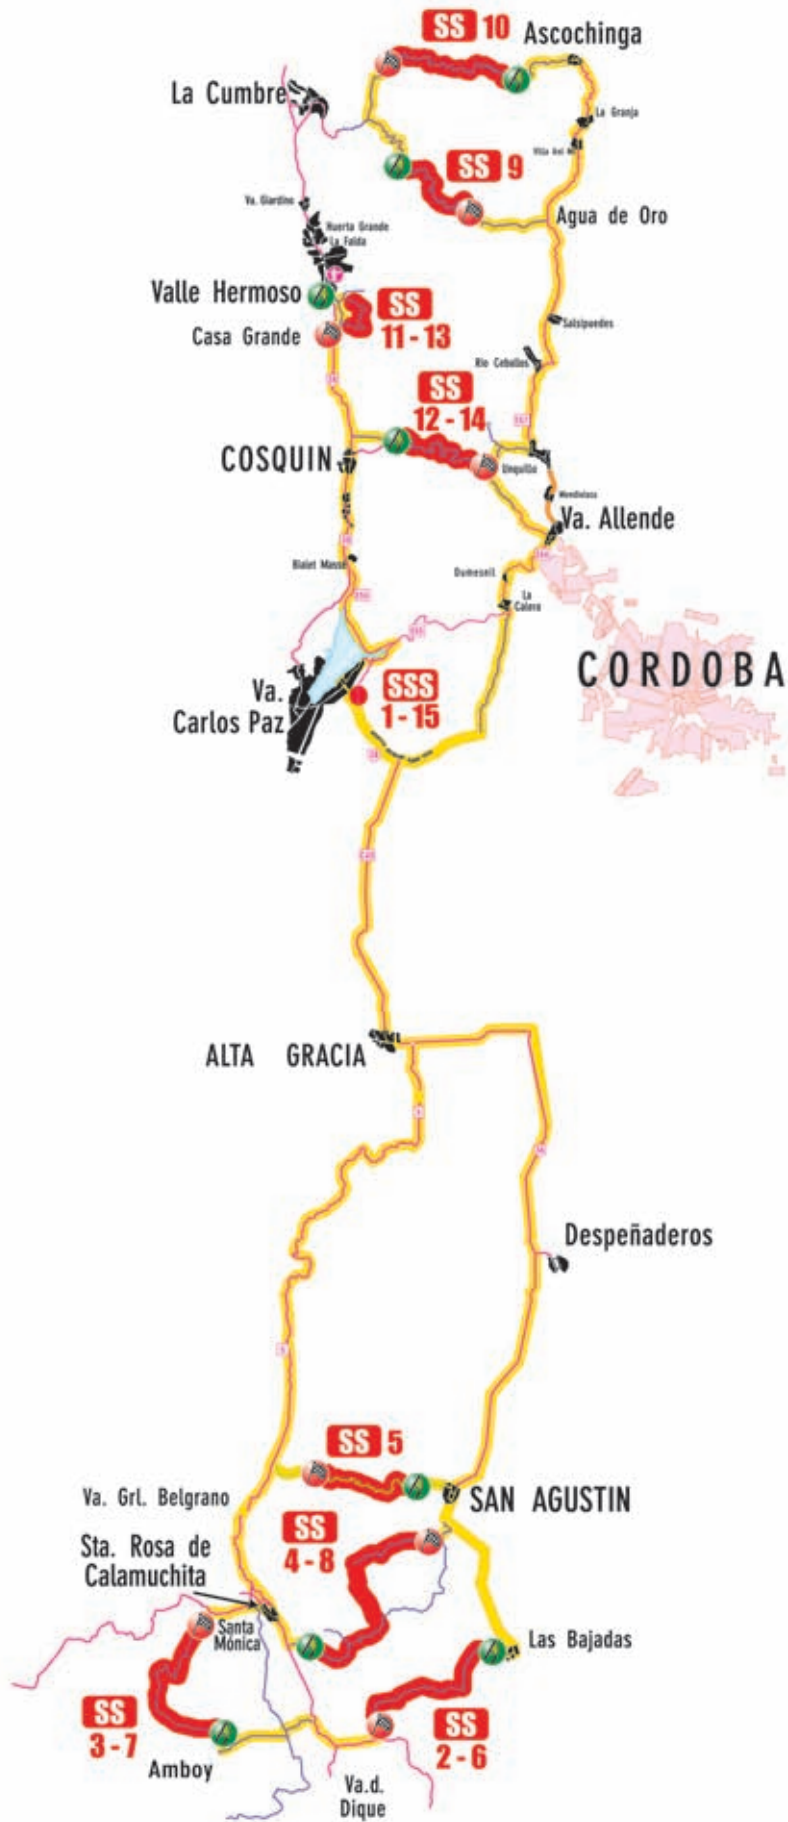 SS 10
Ascochinga
La Cumbre
La Granja
SS 9
Va. Giardino
Agua de Oro
Huerta Grande
La Falda
Valle Hermoso
SS
11 - 13
Casa Grande
Salsipuedes
Rio Ceballos
SS
12 - 14
COSQUIN
Unquillo
Mendiolaza
Va. Allende
Bialet Masse
Dumesnil
La
Calera
CORDOBA
Va.
Carlos Paz
SSS
1 - 15
ALTA GRACIA
Despeñaderos
SS 5
Va. Grl. Belgrano
SAN AGUSTIN
SS
4 - 8
Sta. Rosa de
Calamuchita
Santa
Mónica
Las Bajadas
SS
3 - 7
SS
2 - 6
Amboy
Va.d.
Dique